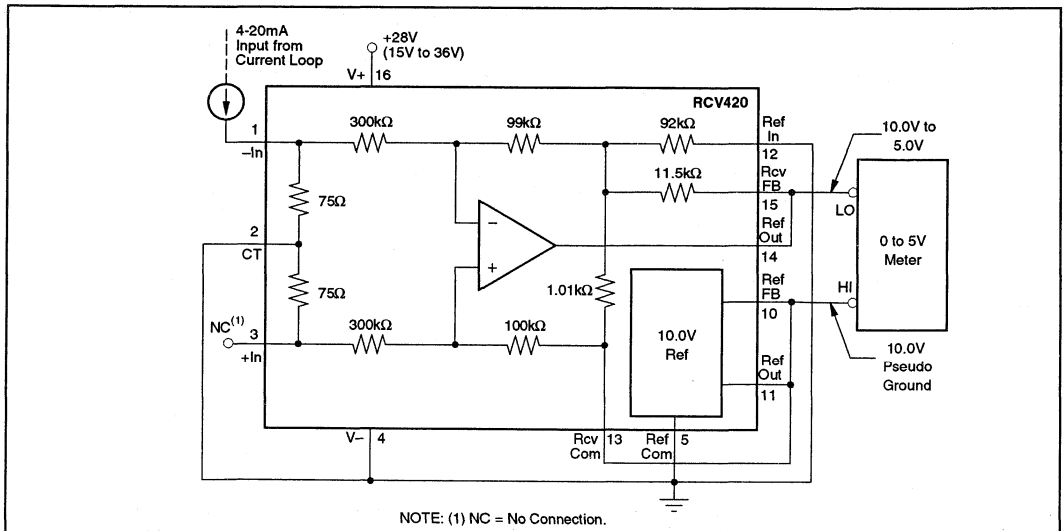 4-20mA
Input from
Current Loop
+28V
(15V to 36V)
V+ 16
RCV420
1
–In
300kΩ
99kΩ
92kΩ
Ref
In
12
11.5kΩ
Rcv
FB
15
10.0V to
5.0V
75Ω
2
CT
Ref
Out
14
LO
0 to 5V
Meter
75Ω
1.01kΩ
Ref
FB
10
HI
NC(1)
3
+In
300kΩ
100kΩ
10.0V
Ref
Ref
Out
11
10.0V
Pseudo
Ground
V– 4
Rcv 13
Com
Ref 5
Com
NOTE: (1) NC = No Connection.